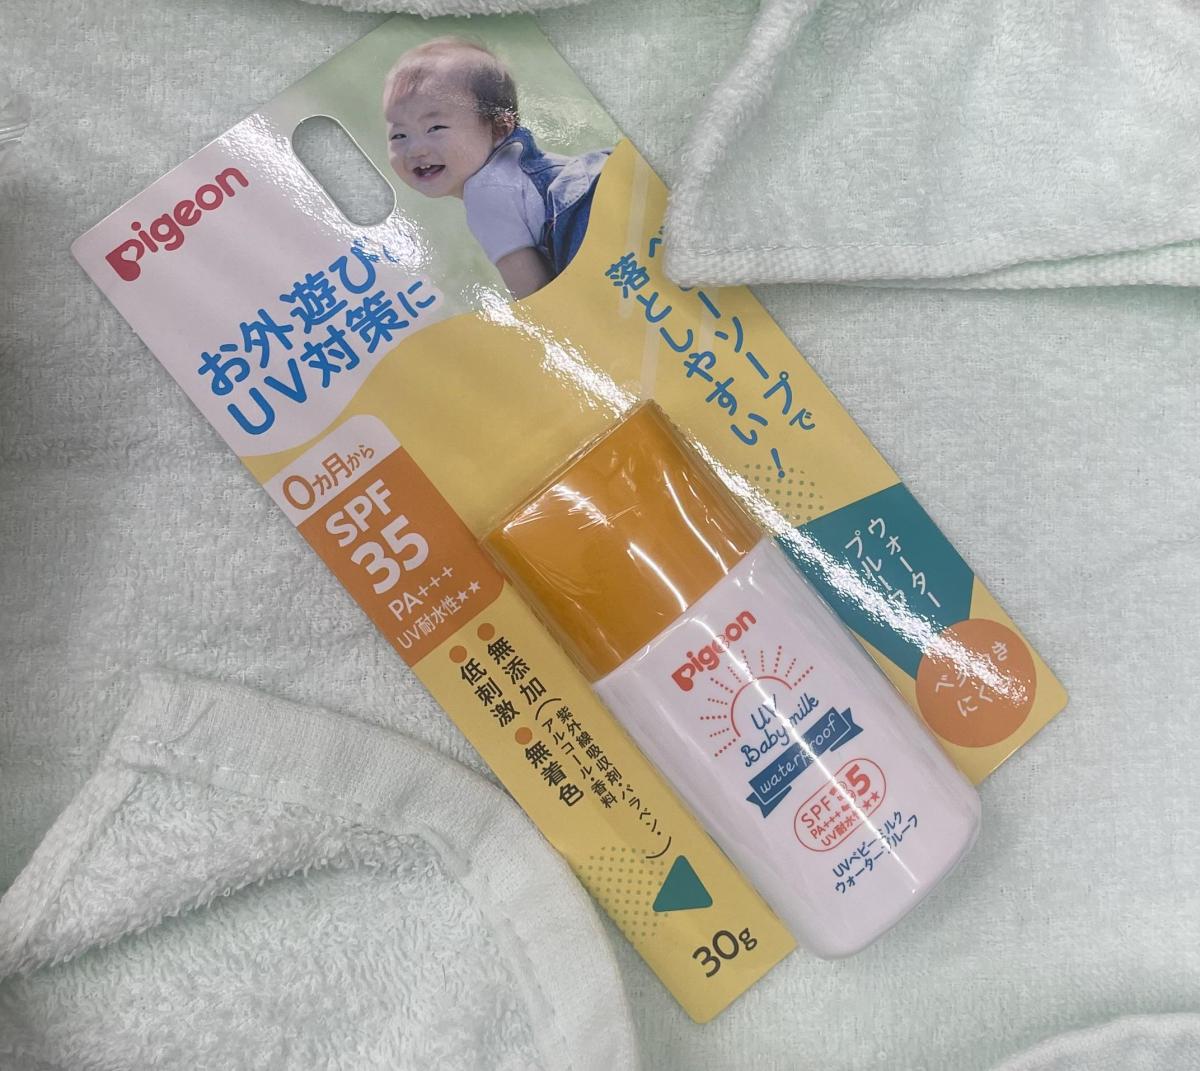 Pigeon
お外遊び、
UV対策に
ーソープで
落としやすい！
0ヵ月から
SPF
35
PA+++
UV耐水性★★
ウォーター
プルーフ
にくい
無添加(紫外線吸収剤・パラベン・
アルコール・香料)
低刺激
無着色
30g
Pigeon
UV
Baby milk
waterproof
SPF35
PA+++
UV耐水性★★
UVベビーミルク
ウォータープルーフ